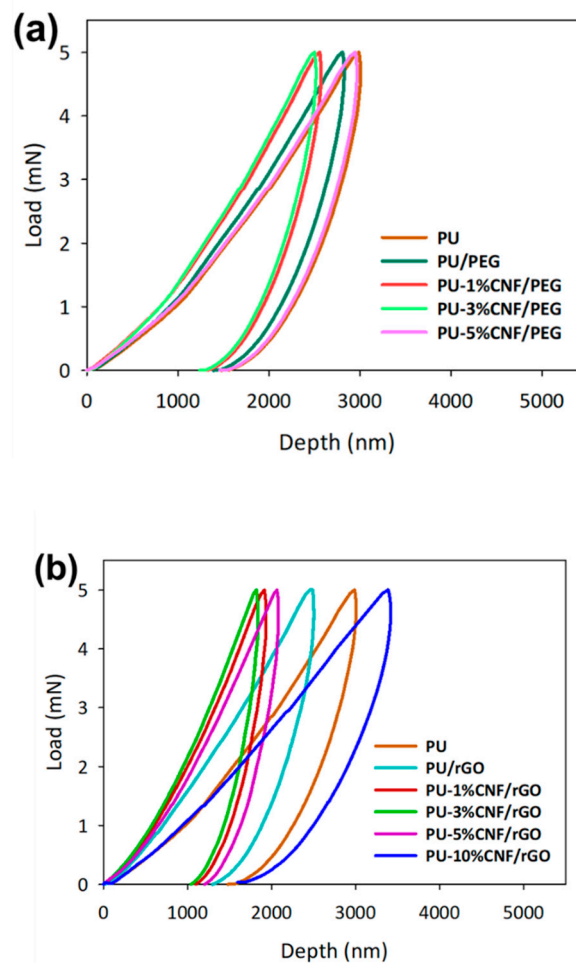 (a)
5
4
3
2
1
0
Load (mN)
PU
PU/PEG
PU-1%CNF/PEG
PU-3%CNF/PEG
PU-5%CNF/PEG
0 1000 2000 3000 4000 5000
Depth (nm)
(b)
5
4
3
2
1
0
Load (mN)
PU
PU/rGO
PU-1%CNF/rGO
PU-3%CNF/rGO
PU-5%CNF/rGO
PU-10%CNF/rGO
0 1000 2000 3000 4000 5000
Depth (nm)